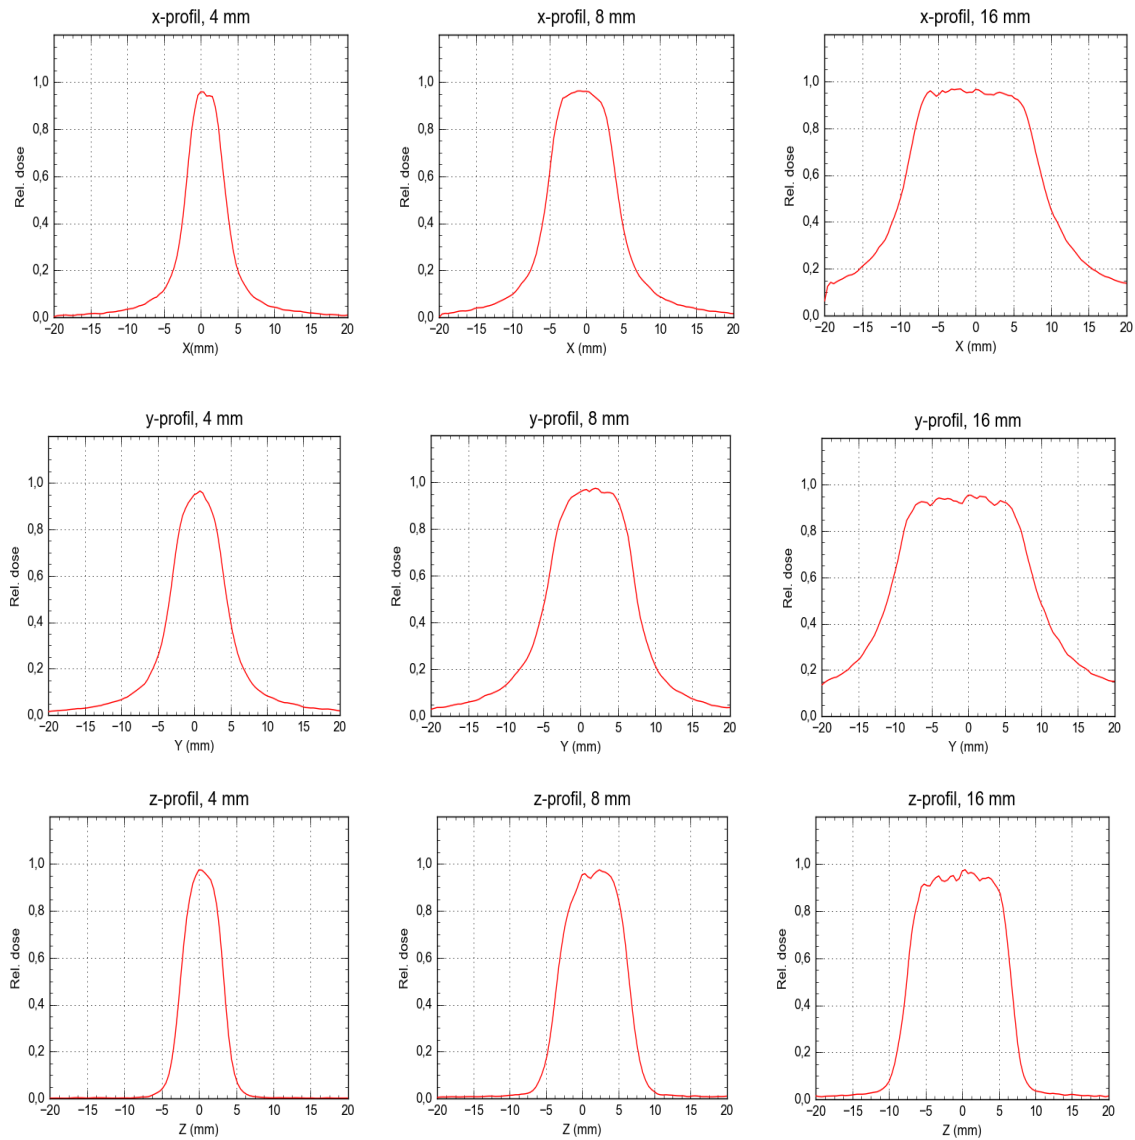 x-profil, 4 mm
x-profil, 8 mm
x-profil, 16 mm
Rel. dose
1,0
0,8
0,6
0,4
0,2
0,0
−20 −15 −10 −5 0 5 10 15 20
X(mm)
Rel. dose
1,0
0,8
0,6
0,4
0,2
0,0
−20 −15 −10 −5 0 5 10 15 20
X (mm)
Rel. dose
1,0
0,8
0,6
0,4
0,2
0,0
−20 −15 −10 −5 0 5 10 15 20
X (mm)
y-profil, 4 mm
y-profil, 8 mm
y-profil, 16 mm
Rel. dose
1,0
0,8
0,6
0,4
0,2
0,0
−20 −15 −10 −5 0 5 10 15 20
Y (mm)
Rel. dose
1,0
0,8
0,6
0,4
0,2
0,0
−20 −15 −10 −5 0 5 10 15 20
Y (mm)
Rel. dose
1,0
0,8
0,6
0,4
0,2
0,0
−20 −15 −10 −5 0 5 10 15 20
Y (mm)
z-profil, 4 mm
z-profil, 8 mm
z-profil, 16 mm
Rel. dose
1,0
0,8
0,6
0,4
0,2
0,0
−20 −15 −10 −5 0 5 10 15 20
Z (mm)
Rel. dose
1,0
0,8
0,6
0,4
0,2
0,0
−20 −15 −10 −5 0 5 10 15 20
Z (mm)
Rel. dose
1,0
0,8
0,6
0,4
0,2
0,0
−20 −15 −10 −5 0 5 10 15 20
Z (mm)